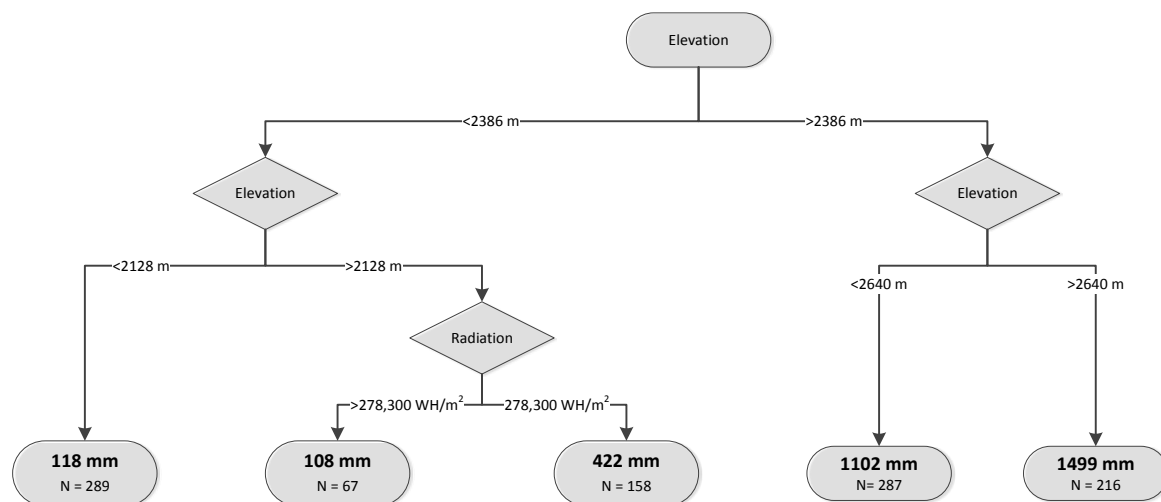 Elevation
<2386 m
>2386 m
Elevation
Elevation
<2128 m
>2128 m
<2640 m
>2640 m
Radiation
>278,300 WH/m²
278,300 WH/m²
118 mm
N = 289
108 mm
N = 67
422 mm
N = 158
1102 mm
N= 287
1499 mm
N = 216